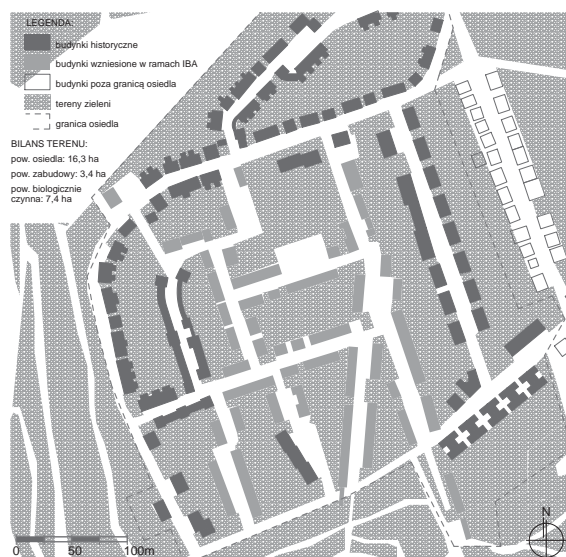 LEGENDA:
budynki historyczne
budynki wzniesione w ramach IBA
budynki poza granicą osiedla
tereny zieleni
granica osiedla
BILANS TERENU:
pow. osiedla: 16,3 ha
pow. zabudowy: 3,4 ha
pow. biologicznie
czynna: 7,4 ha
N
0 50 100m